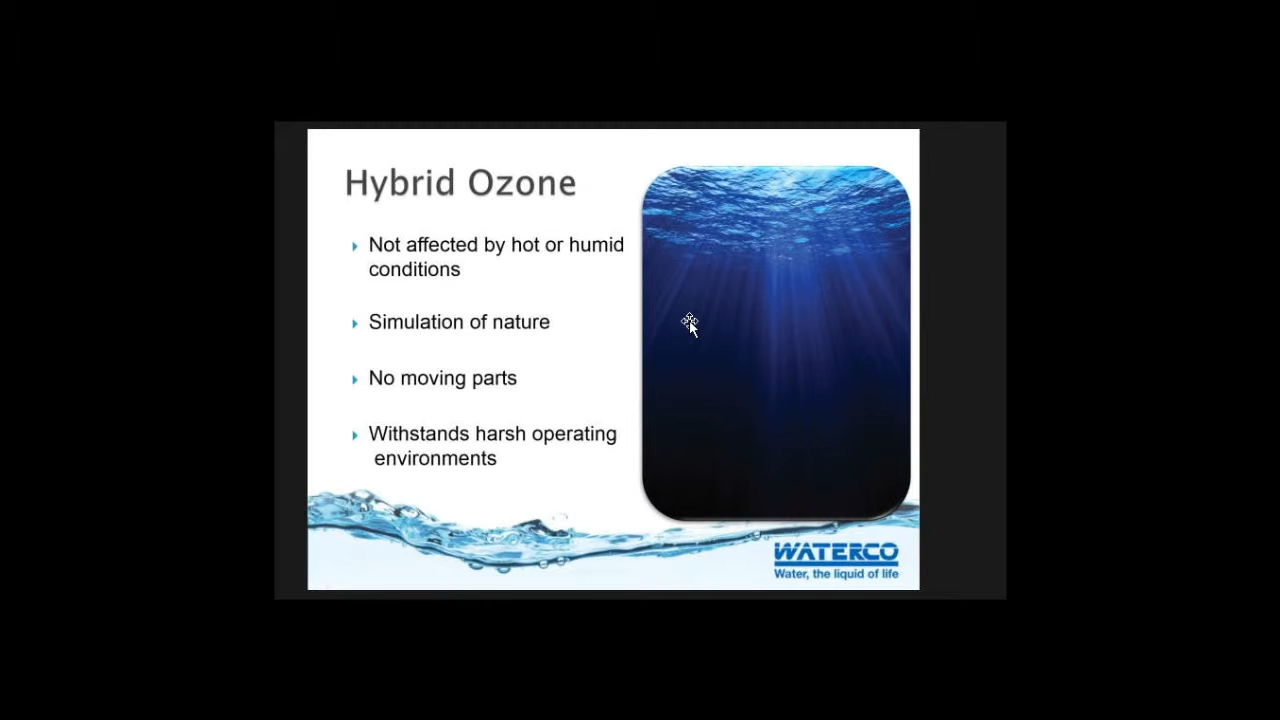 Hybrid Ozone
Not affected by hot or humid
conditions
Simulation of nature
No moving parts
Withstands harsh operating
environments
WATERCO
Water, the liquid of life